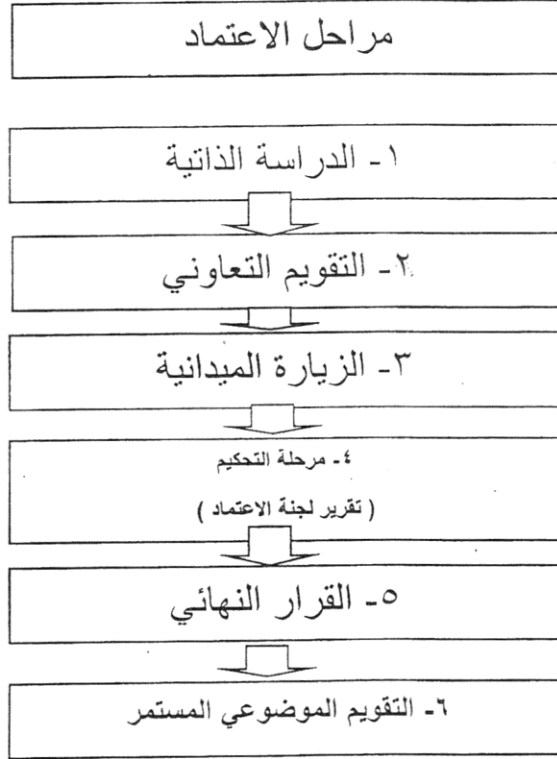 مراحل الاعتماد
١- الدراسة الذاتية
٢- التقويم التعاوني
٣- الزيارة الميدانية
٤- مرحلة التحكيم
( تقرير لجنة الاعتماد )
٥- القرار النهائي
٦- التقويم الموضوعي المستمر